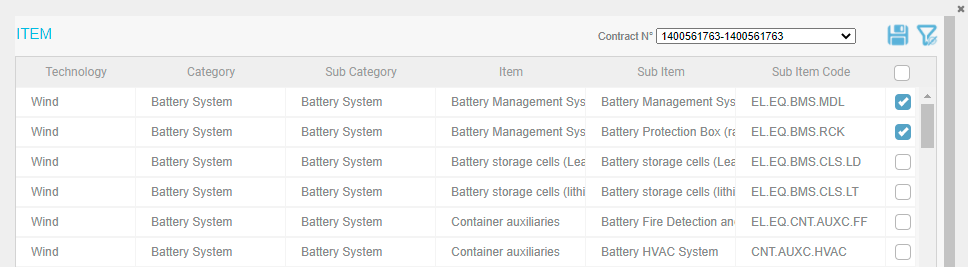 ITEM
Contract N° 1400561763-1400561763
Technology Category Sub Category Item Sub Item Sub Item Code
Wind Battery System Battery System Battery Management Sys Battery Management Sys EL.EQ.BMS.MDL
Wind Battery System Battery System Battery Management Sys Battery Protection Box (ra EL.EQ.BMS.RCK
Wind Battery System Battery System Battery storage cells (Lea Battery storage cells (Lea EL.EQ.BMS.CLS.LD
Wind Battery System Battery System Battery storage cells (lithi Battery storage cells (lithi EL.EQ.BMS.CLS.LT
Wind Battery System Battery System Container auxiliaries Battery Fire Detection an EL.EQ.CNT.AUXC.FF
Wind Battery System Battery System Container auxiliaries Battery HVAC System CNT.AUXC.HVAC